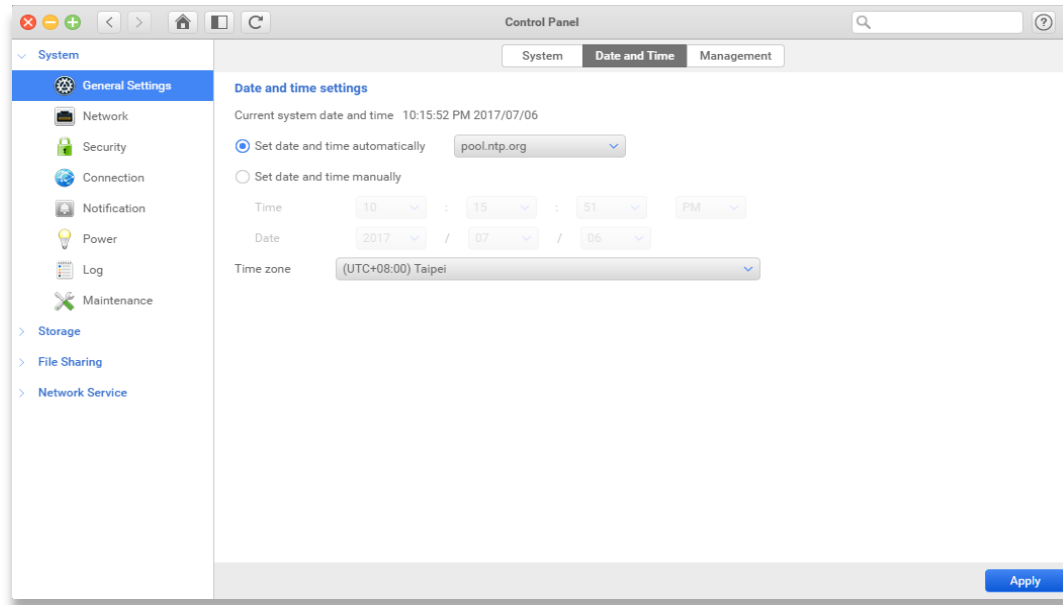 Control Panel
System
System Date and Time Management
General Settings
Date and time settings
Network
Current system date and time 10:15:52 PM 2017/07/06
Security
Set date and time automatically pool.ntp.org
Connection
Set date and time manually
Notification
Time 10 : 15 : 51 PM
Power
Date 2017 / 07 / 06
Log
Time zone (UTC+08:00) Taipei
Maintenance
Storage
File Sharing
Network Service
Apply